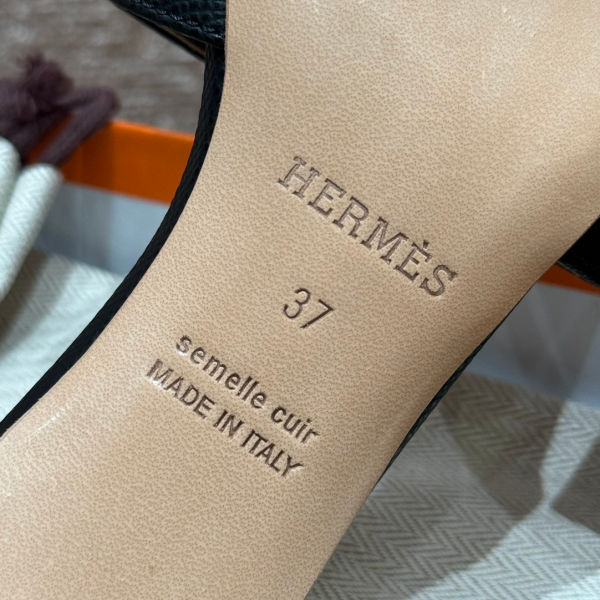 HERMÈS
37
semelle cuir
MADE IN ITALY